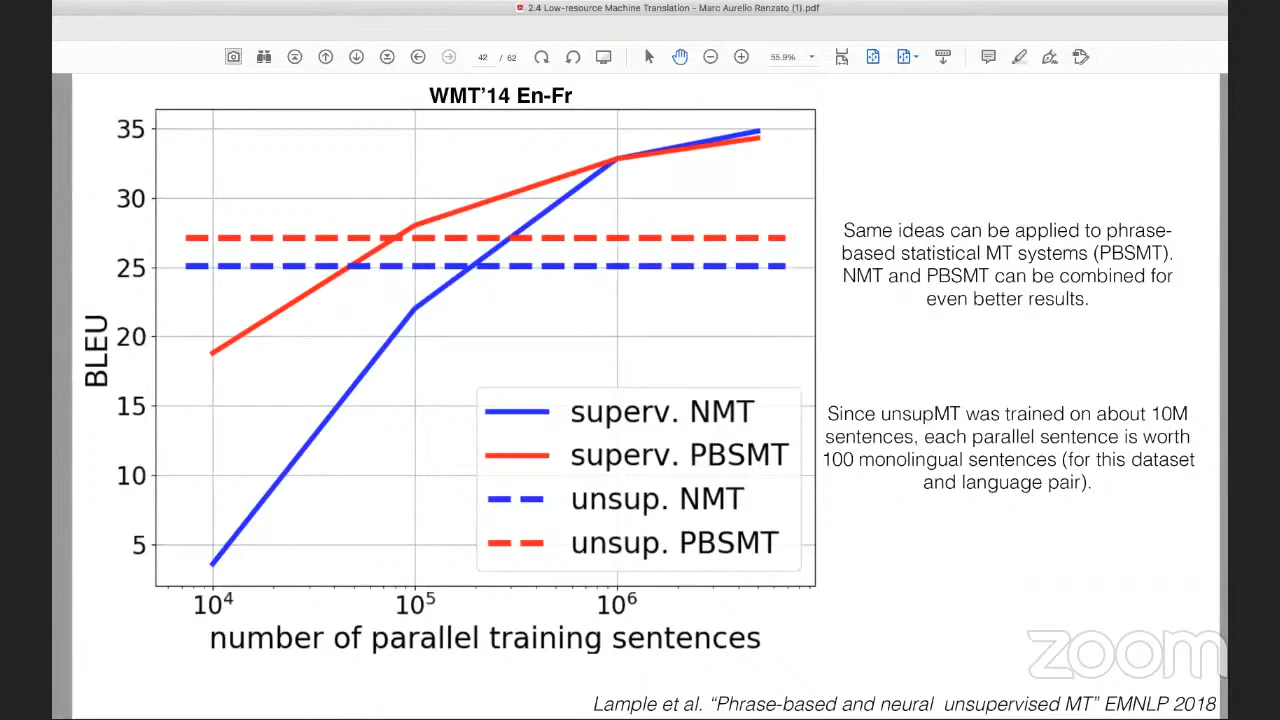 2.4 Low-resource Machine Translation - Marc Aurelio Ranzato (1).pdf
42 / 62
55.9%
WMT'14 En-Fr
35
30
25
20
15
10
5
BLEU
10⁴
10⁵
10⁶
number of parallel training sentences
superv. NMT
superv. PBSMT
unsup. NMT
unsup. PBSMT
Same ideas can be applied to phrase-
based statistical MT systems (PBSMT).
NMT and PBSMT can be combined for
even better results.
Since unsupMT was trained on about 10M
sentences, each parallel sentence is worth
100 monolingual sentences (for this dataset
and language pair).
zoom
Lample et al. “Phrase-based and neural unsupervised MT” EMNLP 2018